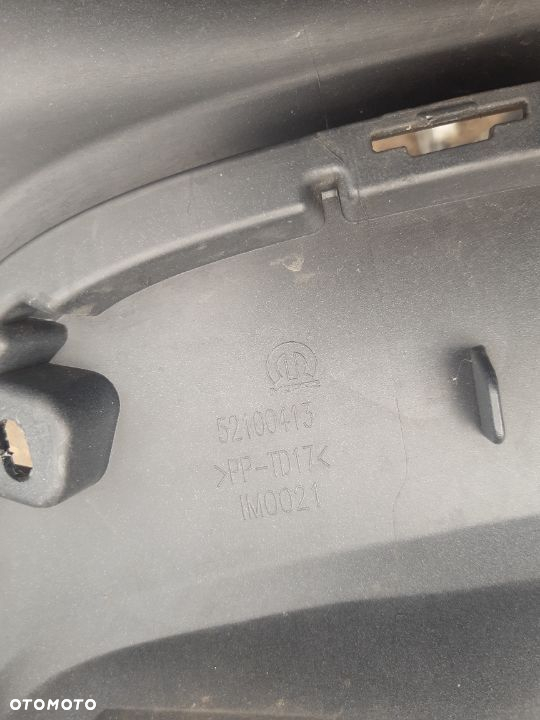 52100413
>PP-TD17<
IM0021
OTOMOTO